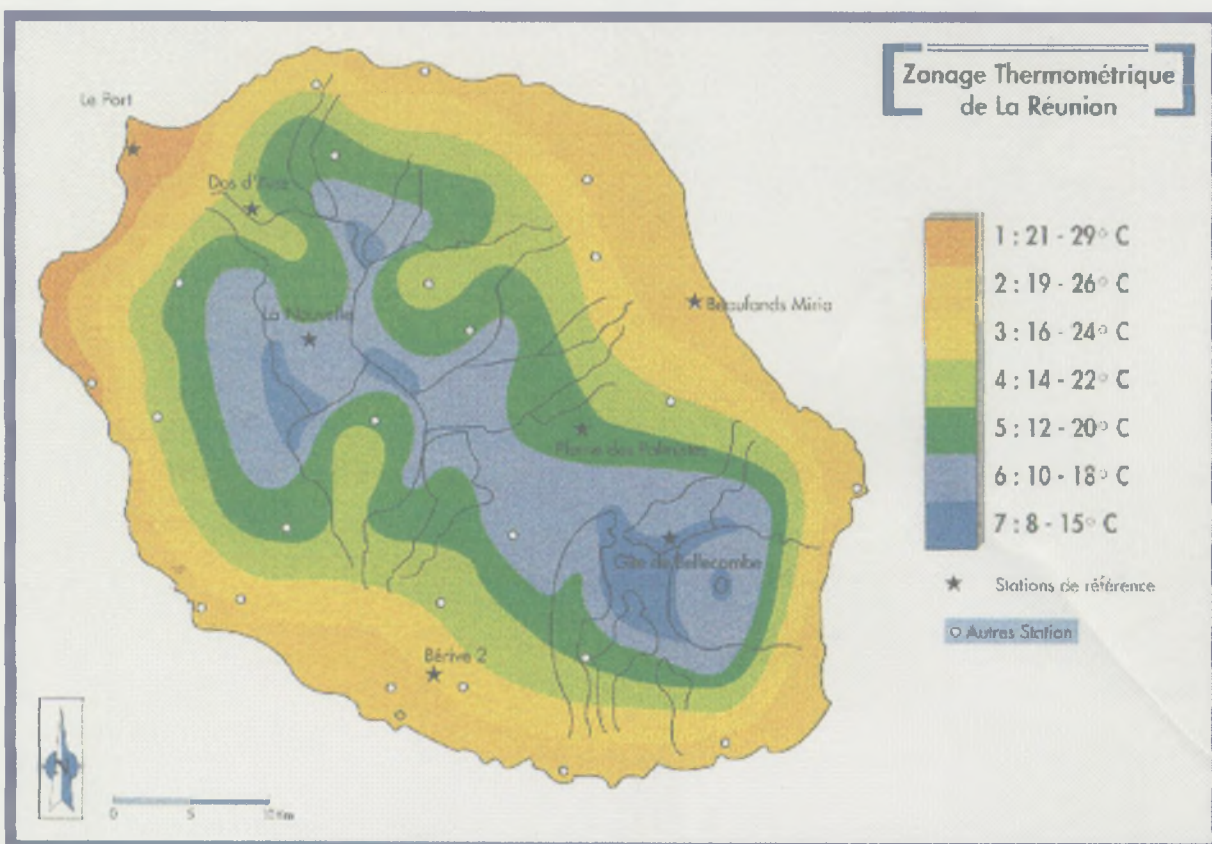 Zonage Thermométrique
de La Réunion
Le Port
Dos d'Ane
La Nouvelle
Beaufonds Miria
Plaine des Palmistes
Gîte de Bellecombe
Bérive 2
1 : 21 - 29° C
2 : 19 - 26° C
3 : 16 - 24° C
4 : 14 - 22° C
5 : 12 - 20° C
6 : 10 - 18° C
7 : 8 - 15° C
Stations de référence
Autres Station
0 5 10 Km